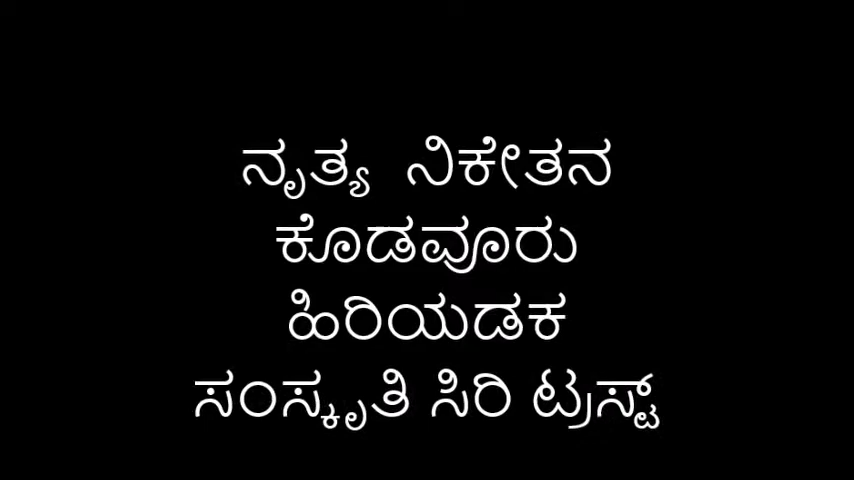 ನೃತ್ಯ ನಿಕೇತನ
ಕೊಡವೂರು
ಹಿರಿಯಡಕ
ಸಂಸ್ಕೃತಿ ಸಿರಿ ಟ್ರಸ್ಟ್